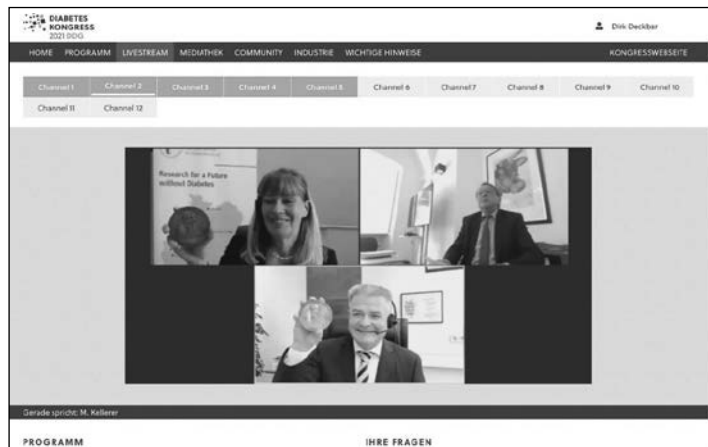 DIABETES
KONGRESS
2021 DDG
Dirk Deckbar
HOME PROGRAMM LIVESTREAM MEDIATHEK COMMUNITY INDUSTRIE WICHTIGE HINWEISE KONGRESSWEBSEITE
Channel 1 Channel 2 Channel 3 Channel 4 Channel 5 Channel 6 Channel 7 Channel 8 Channel 9 Channel 10
Channel 11 Channel 12
Research for a Future
without Diabetes
Gerade spricht: M. Kellerer
PROGRAMM IHRE FRAGEN